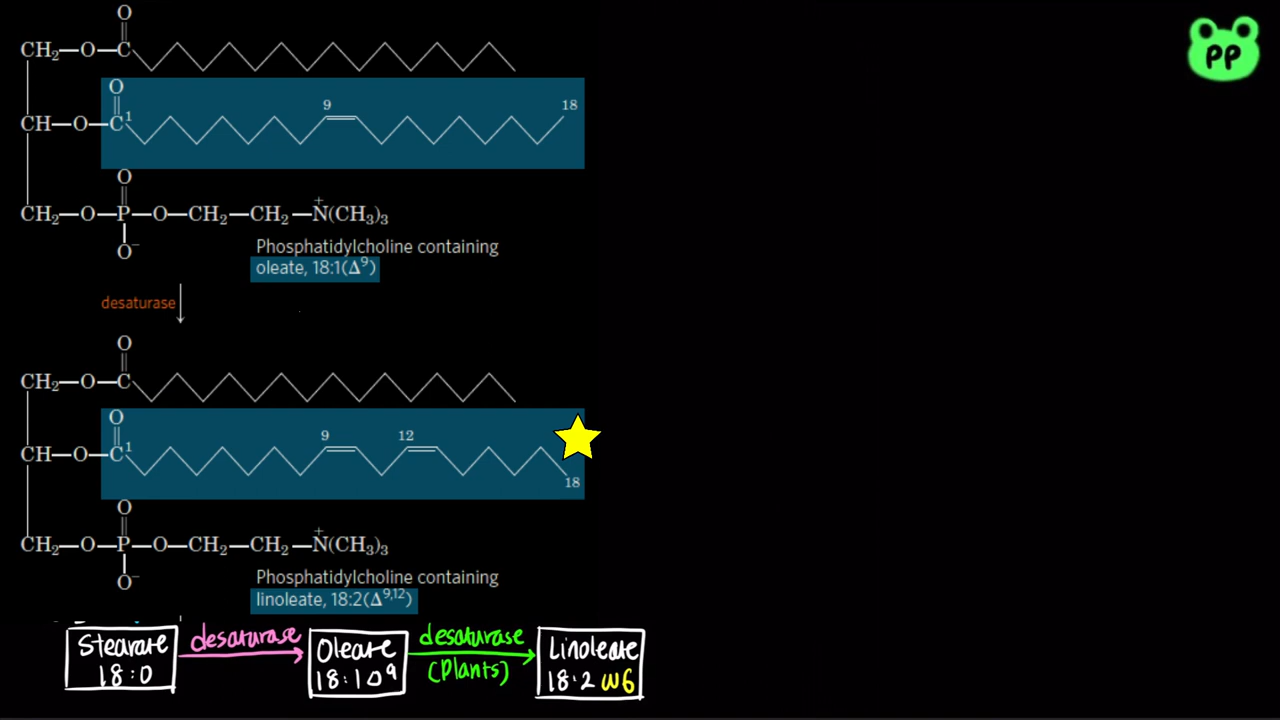 O
CH₂—O—C
O 9 18
CH—O—C¹
O
CH₂—O—P—O—CH₂—CH₂—N⁺(CH₃)₃
O⁻
Phosphatidylcholine containing
oleate, 18:1(Δ⁹)
desaturase
O
CH₂—O—C
O 9 12
CH—O—C¹
18
O
CH₂—O—P—O—CH₂—CH₂—N⁺(CH₃)₃
O⁻
Phosphatidylcholine containing
linoleate, 18:2(Δ⁹,¹²)
Stearate desaturase Oleate desaturase Linoleate
18:0 18:1Δ⁹ (Plants) 18:2 ω6
PP